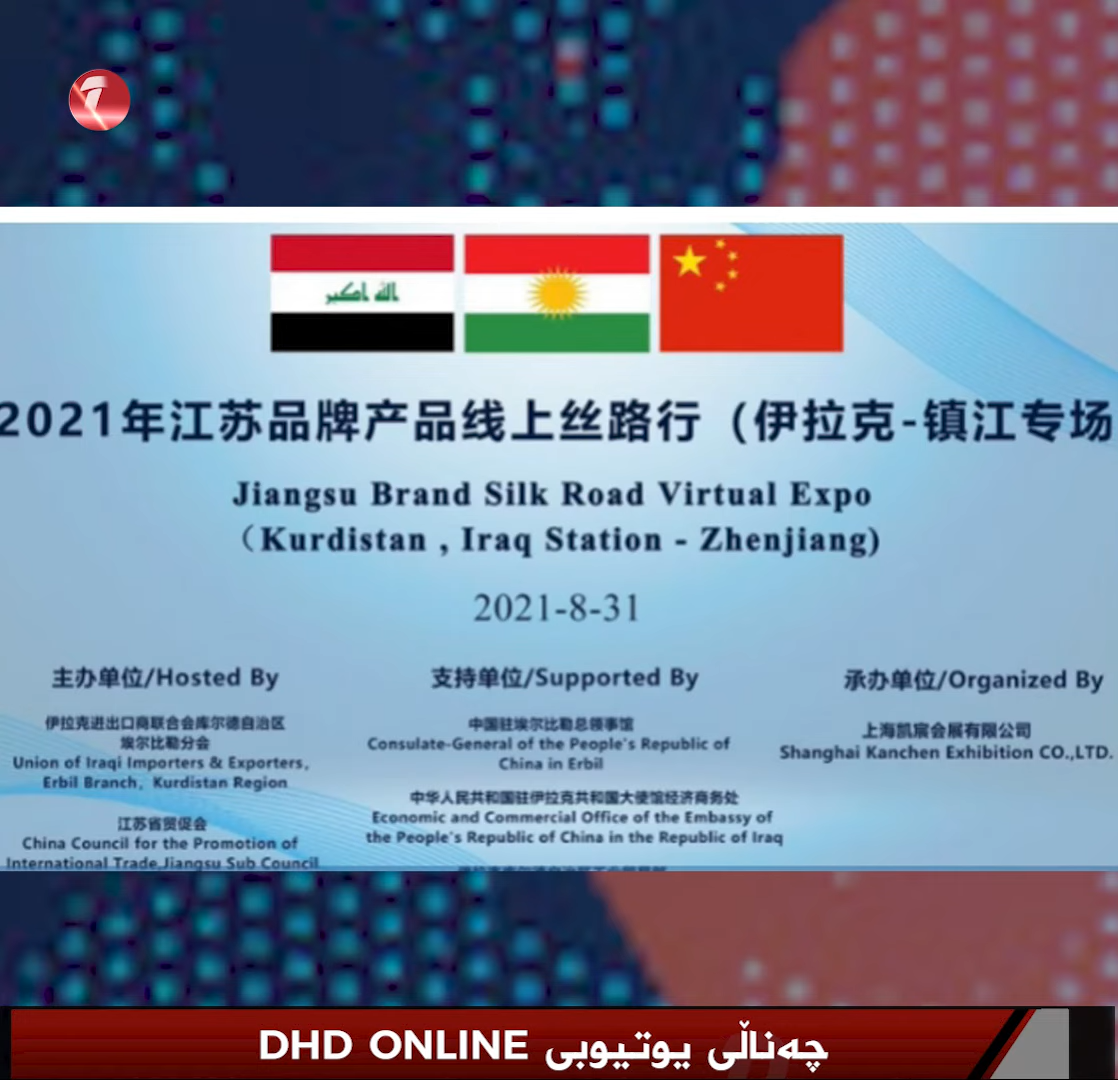 الله اكبر
2021年江苏品牌产品线上丝路行（伊拉克-镇江专场
Jiangsu Brand Silk Road Virtual Expo
（Kurdistan , Iraq Station - Zhenjiang)
2021-8-31
主办单位/Hosted By
伊拉克进出口商联合会库尔德自治区
埃尔比勒分会
Union of Iraqi Importers & Exporters,
Erbil Branch, Kurdistan Region
江苏省贸促会
China Council for the Promotion of
International Trade,Jiangsu Sub Council
支持单位/Supported By
中国驻埃尔比勒总领事馆
Consulate-General of the People's Republic of
China in Erbil
中华人民共和国驻伊拉克共和国大使馆经济商务处
Economic and Commercial Office of the Embassy of
the People's Republic of China in the Republic of Iraq
承办单位/Organized By
上海凯宸会展有限公司
Shanghai Kanchen Exhibition CO.,LTD.
چەناڵی یوتیوبی DHD ONLINE